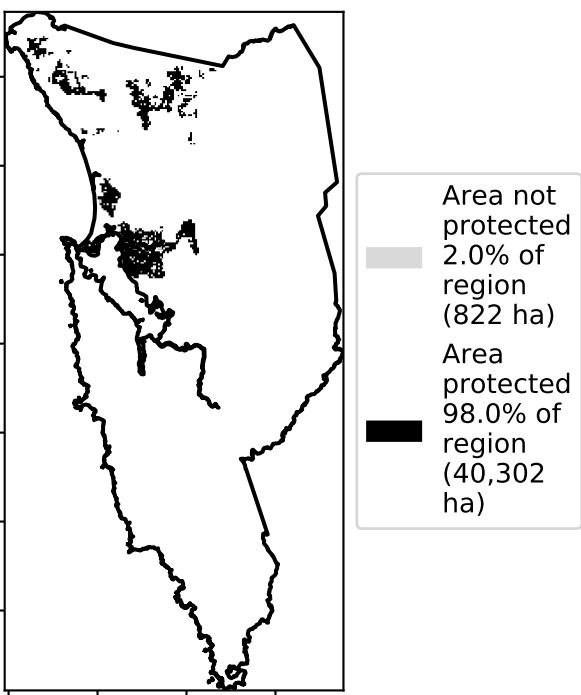 Area not
protected
2.0% of
region
(822 ha)
Area
protected
98.0% of
region
(40,302
ha)